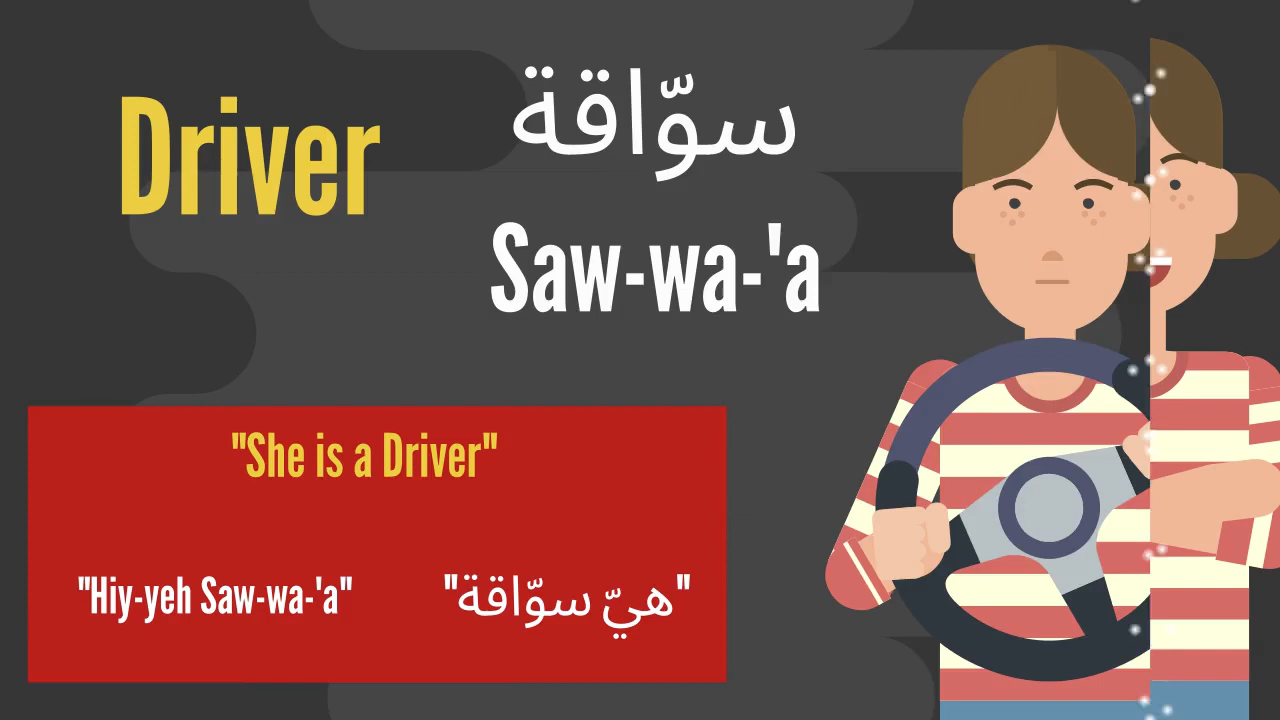 Driver
سوّاقة
Saw-wa-'a
"She is a Driver"
"Hiy-yeh Saw-wa-'a"
"هيّ سوّاقة"